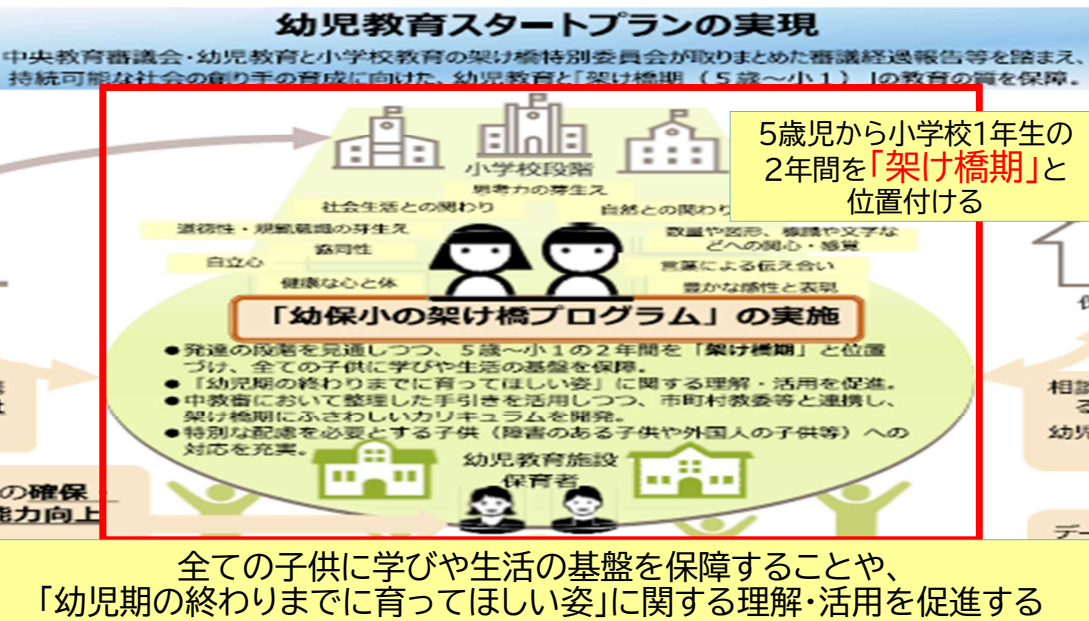 幼児教育スタートプランの実現
中央教育審議会・幼児教育と小学校教育の架け橋特別委員会が取りまとめた審議経過報告等を踏まえ、
持続可能な社会の創り手の育成に向けた、幼児教育と「架け橋期（5歳～小1）」の教育の質を保障。
5歳児から小学校1年生の
2年間を「架け橋期」と
位置付ける
小学校段階
思考力の芽生え
社会生活との関わり
自然との関わり
道徳性・規範意識の芽生え
数量や図形、標識や文字な
どへの関心・感覚
協同性
自立心
言葉による伝え合い
健康な心と体
豊かな感性と表現
「幼保小の架け橋プログラム」の実施
●発達の段階を見通しつつ、5歳～小1の2年間を「架け橋期」と位置
づけ、全ての子供に学びや生活の基盤を保障。
●「幼児期の終わりまでに育ってほしい姿」に関する理解・活用を促進。
●中教審において整理した手引きを活用しつつ、市町村教委等と連携し、
架け橋期にふさわしいカリキュラムを開発。
●特別な配慮を必要とする子供（障害のある子供や外国人の子供等）への
対応を充実。
幼児教育施設
保育者
の確保
能力向上
相談
幼児
デー
全ての子供に学びや生活の基盤を保障することや、
「幼児期の終わりまでに育ってほしい姿」に関する理解・活用を促進する